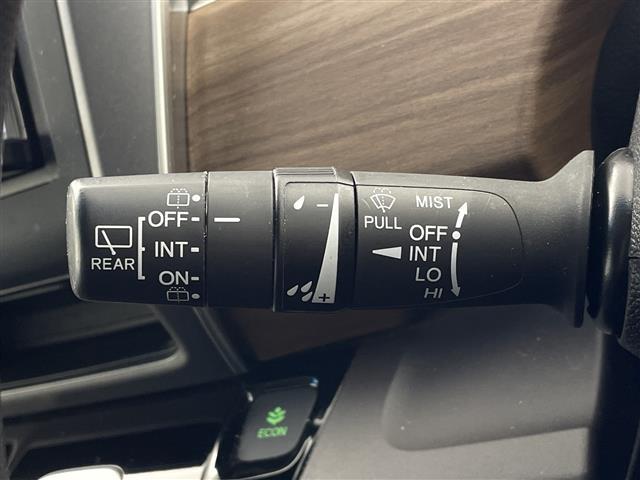 REAR
OFF
INT
ON
−
+
PULL
MIST
OFF
INT
LO
HI
ECON